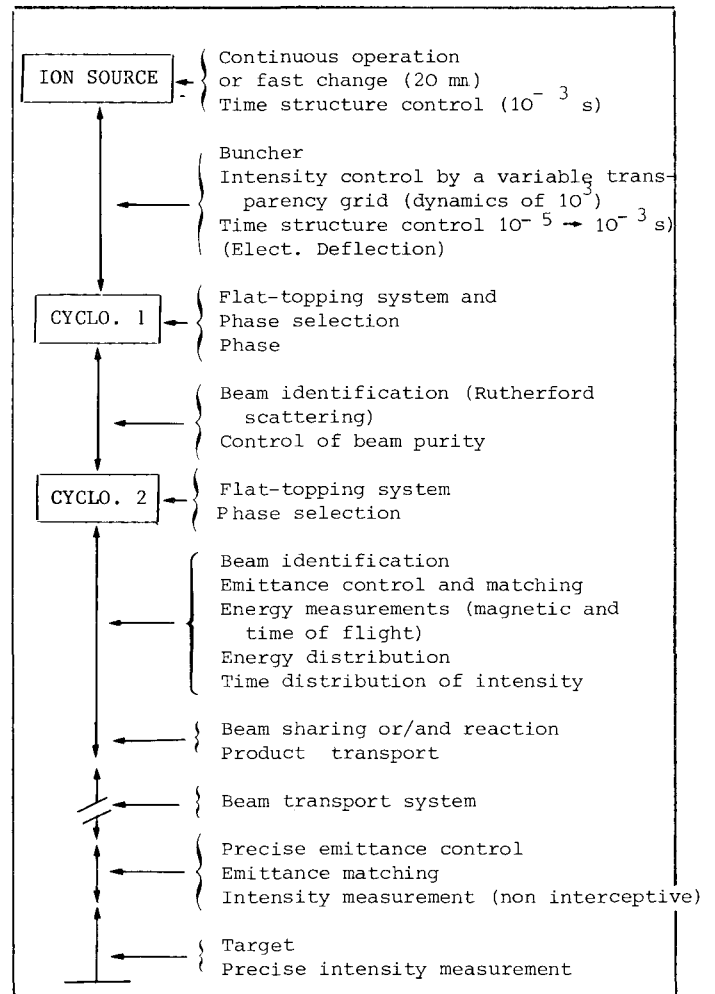 Continuous operation
ION SOURCE or fast change (20 mn)
Time structure control (10⁻³ s)
Buncher
Intensity control by a variable trans-
parency grid (dynamics of 10³)
Time structure control 10⁻⁵ → 10⁻³ s)
(Elect. Deflection)
Flat-topping system and
CYCLO. 1 Phase selection
Phase
Beam identification (Rutherford
scattering)
Control of beam purity
CYCLO. 2 Flat-topping system
Phase selection
Beam identification
Emittance control and matching
Energy measurements (magnetic and
time of flight)
Energy distribution
Time distribution of intensity
Beam sharing or/and reaction
Product transport
Beam transport system
Precise emittance control
Emittance matching
Intensity measurement (non interceptive)
Target
Precise intensity measurement